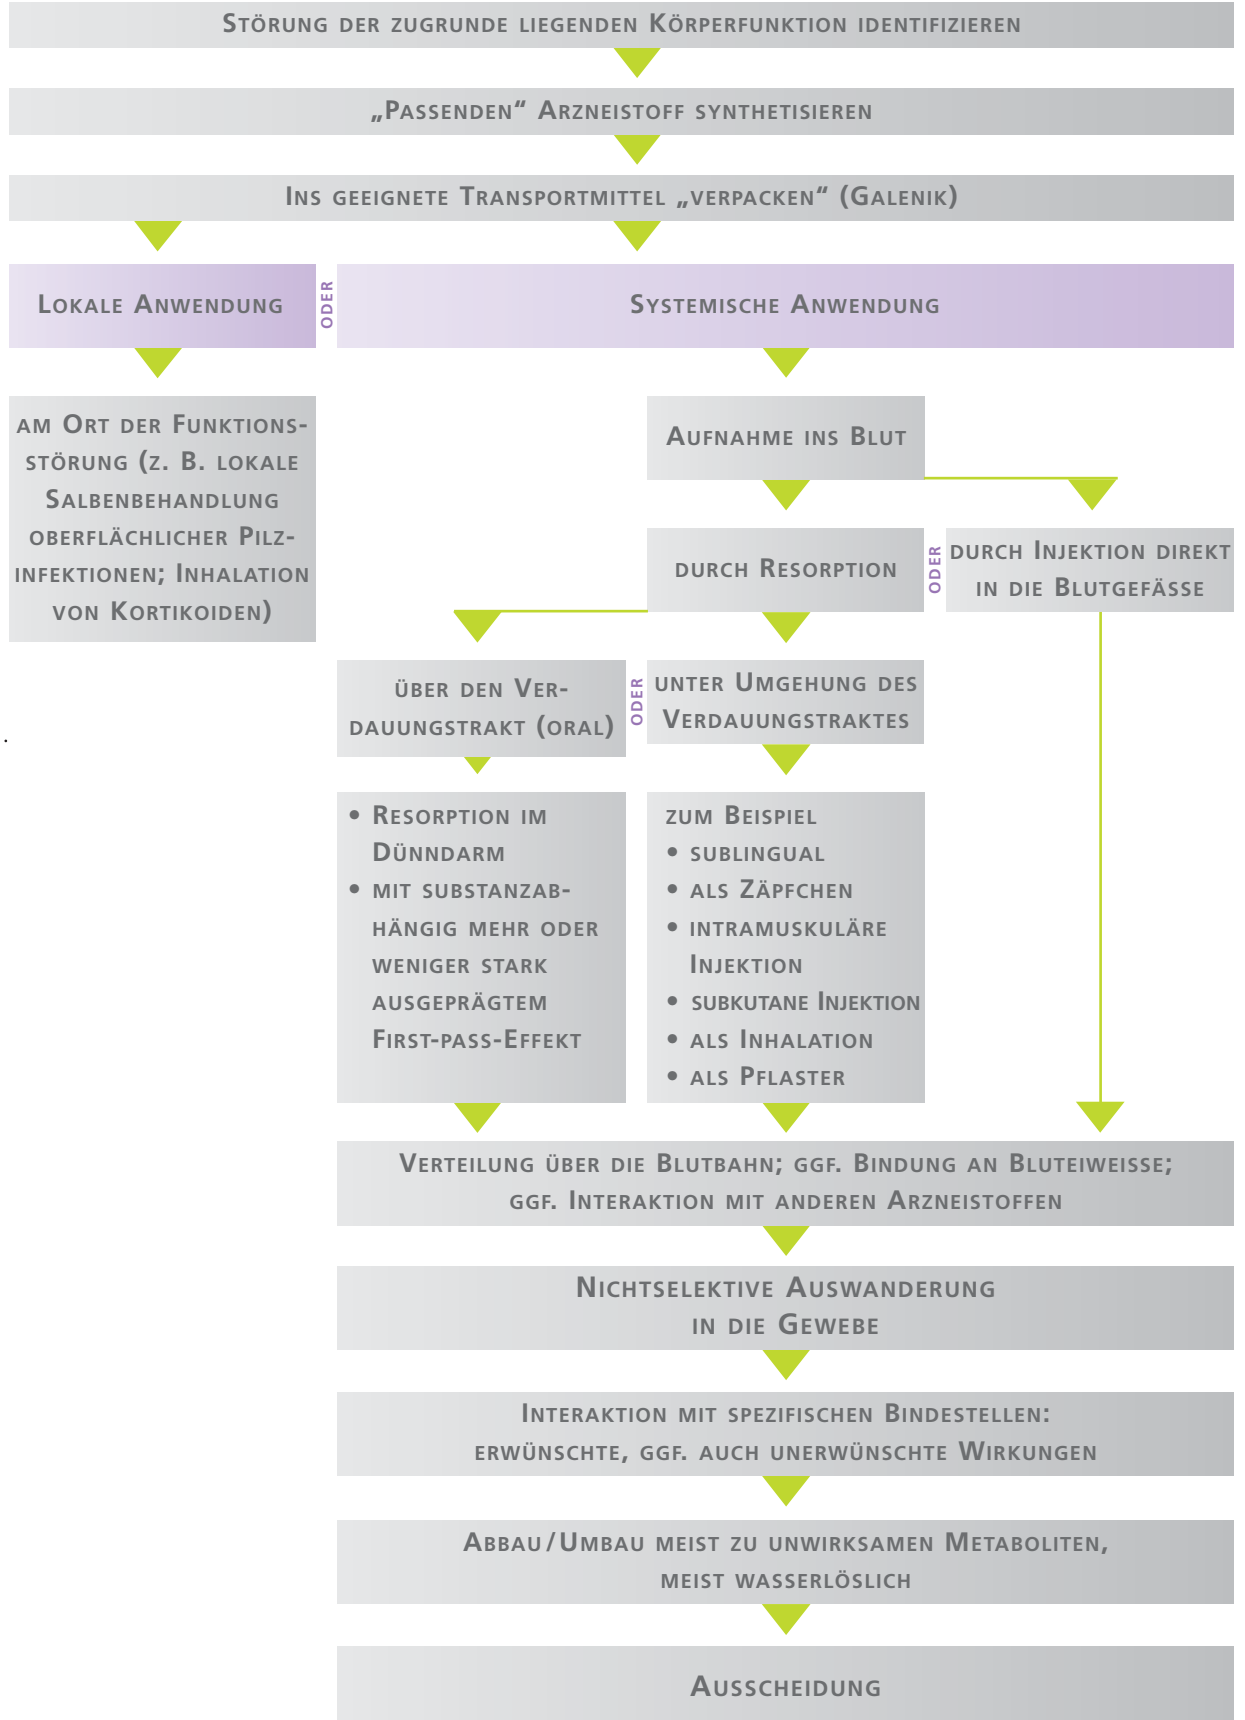 Störung der zugrunde liegenden Körperfunktion identifizieren
„Passenden“ Arzneistoff synthetisieren
Ins geeignete Transportmittel „verpacken“ (Galenik)
Lokale Anwendung
oder
Systemische Anwendung
am Ort der Funktions-
störung (z. B. lokale
Salbenbehandlung
oberflächlicher Pilz-
infektionen; Inhalation
von Kortikoiden)
Aufnahme ins Blut
durch Resorption
oder
durch Injektion direkt
in die Blutgefässe
über den Ver-
dauungstrakt (oral)
oder
unter Umgehung des
Verdauungstraktes
• Resorption im
Dünndarm
• mit substanzab-
hängig mehr oder
weniger stark
ausgeprägtem
First-pass-Effekt
zum Beispiel
• sublingual
• als Zäpfchen
• intramuskuläre
Injektion
• subkutane Injektion
• als Inhalation
• als Pflaster
Verteilung über die Blutbahn; ggf. Bindung an Bluteiweisse;
ggf. Interaktion mit anderen Arzneistoffen
Nichtselektive Auswanderung
in die Gewebe
Interaktion mit spezifischen Bindestellen:
erwünschte, ggf. auch unerwünschte Wirkungen
Abbau/Umbau meist zu unwirksamen Metaboliten,
meist wasserlöslich
Ausscheidung